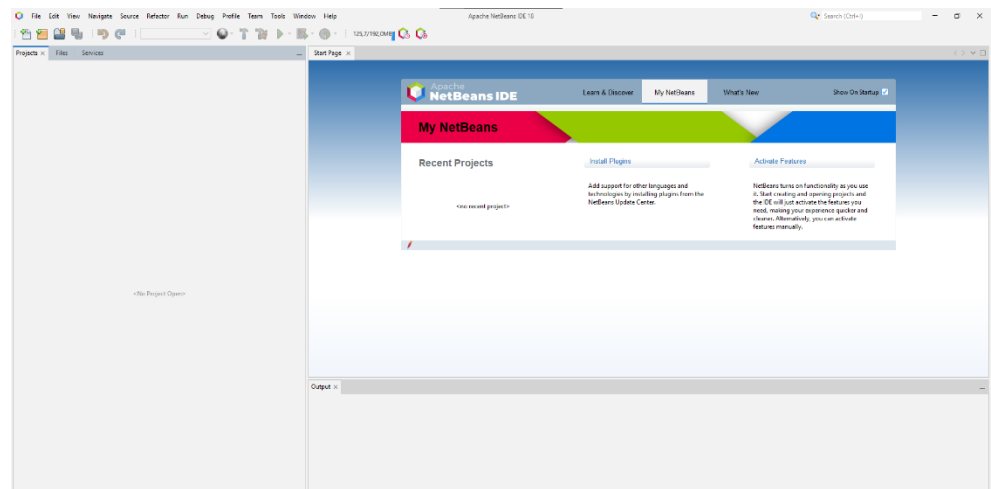 File Edit View Navigate Source Refactor Run Debug Profile Team Tools Window Help
Apache NetBeans IDE 18
Search (Ctrl+I)
125,7/192,0MB
Projects
Files
Services
Start Page
Apache
NetBeans IDE
Learn & Discover
My NetBeans
What's New
Show On Startup
My NetBeans
Recent Projects
<no recent project>
Install Plugins
Add support for other languages and
technologies by installing plugins from the
NetBeans Update Center.
Activate Features
NetBeans turns on functionality as you use
it. Start creating and opening projects and
the IDE will just activate the features you
need, making your experience quicker and
cleaner. Alternatively, you can activate
features manually.
<No Project Open>
Output